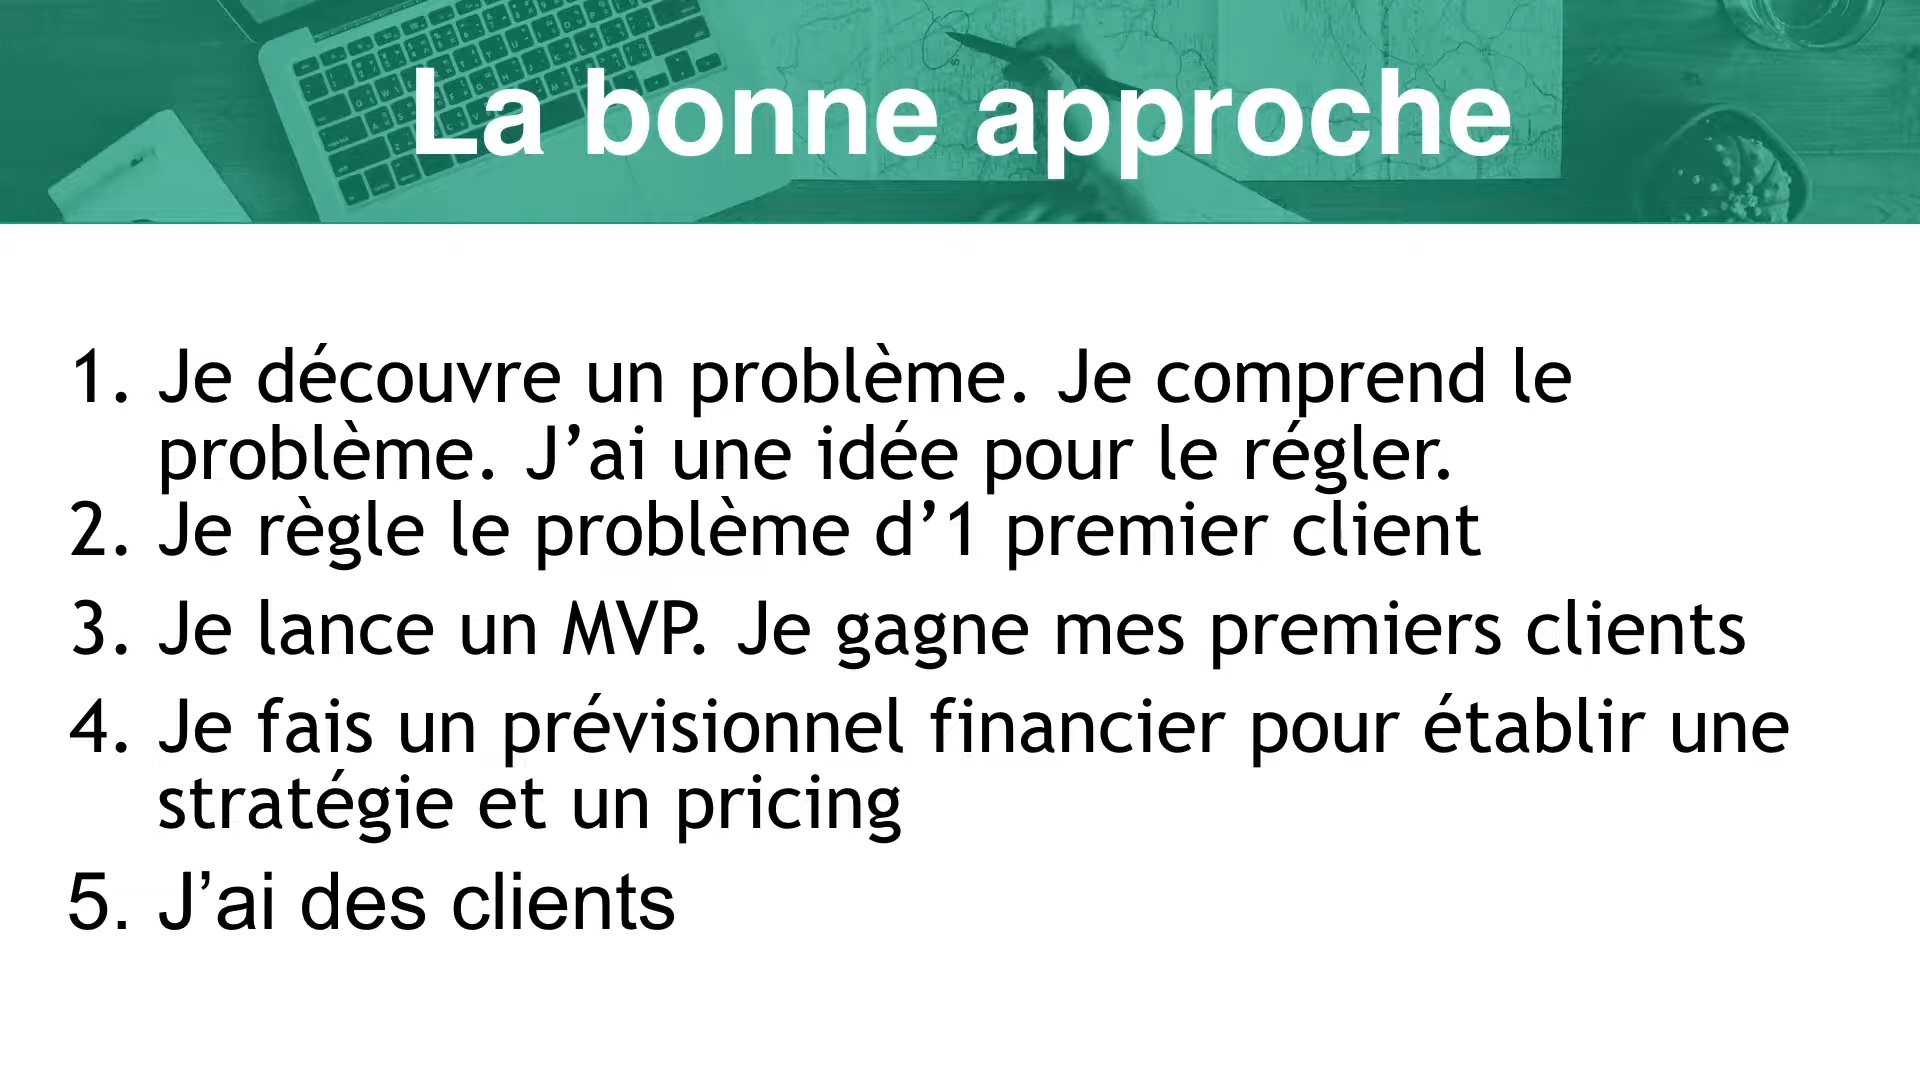 La bonne approche
1. Je découvre un problème. Je comprend le
problème. J’ai une idée pour le régler.
2. Je règle le problème d’1 premier client
3. Je lance un MVP. Je gagne mes premiers clients
4. Je fais un prévisionnel financier pour établir une
stratégie et un pricing
5. J’ai des clients